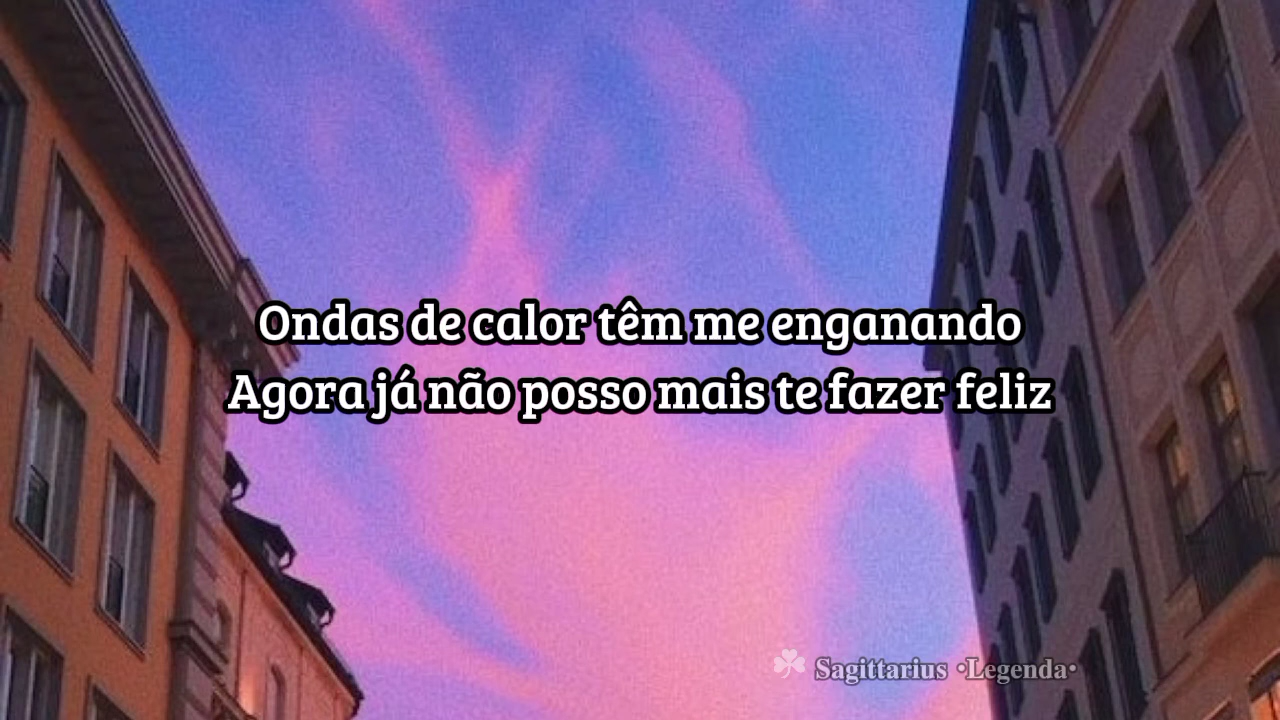 Ondas de calor têm me enganando
Agora já não posso mais te fazer feliz
☘ Sagittarius •Legenda•